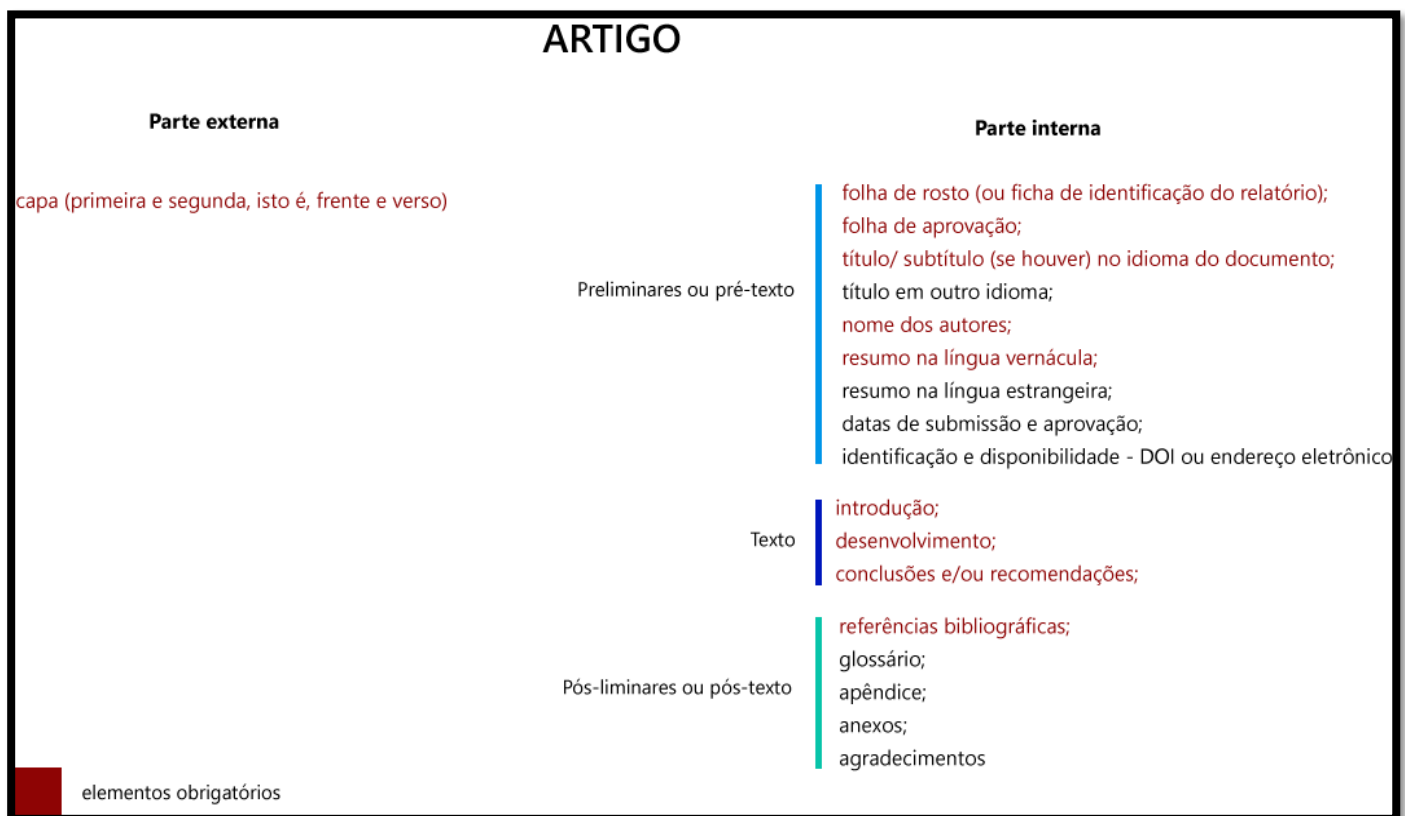 ARTIGO
Parte externa
capa (primeira e segunda, isto é, frente e verso)
Parte interna
Preliminares ou pré-texto
folha de rosto (ou ficha de identificação do relatório);
folha de aprovação;
título/ subtítulo (se houver) no idioma do documento;
título em outro idioma;
nome dos autores;
resumo na língua vernácula;
resumo na língua estrangeira;
datas de submissão e aprovação;
identificação e disponibilidade - DOI ou endereço eletrônico
Texto
introdução;
desenvolvimento;
conclusões e/ou recomendações;
Pós-liminares ou pós-texto
referências bibliográficas;
glossário;
apêndice;
anexos;
agradecimentos
elementos obrigatórios